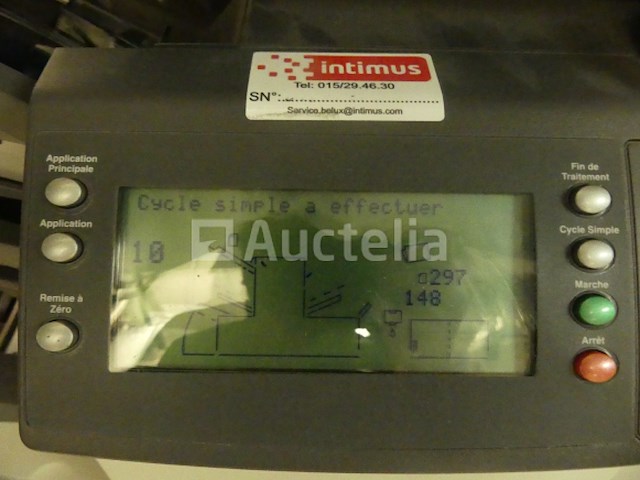 intimus
Tel: 015/29.46.30
SN°:
Service.belux@intimus.com
Application
Principale
Fin de
Traitement
Cycle simple a effectuer
Application
Cycle Simple
10
Auctelia
297
148
Marche
Remise à
Zéro
Arrêt